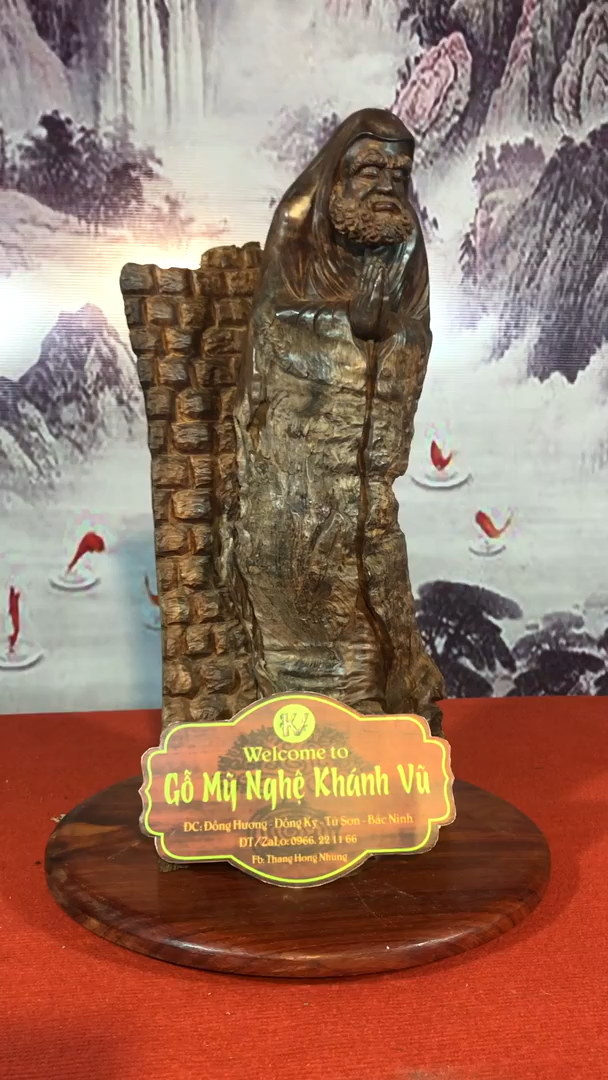 KV
Welcome to
Gỗ Mỹ Nghệ Khánh Vũ
ĐC: Đồng Hương - Đồng Kỵ - Từ Sơn - Bắc Ninh
ĐT/Zalo: 0966. 22 11 66
Fb: Thang Hong Nhung